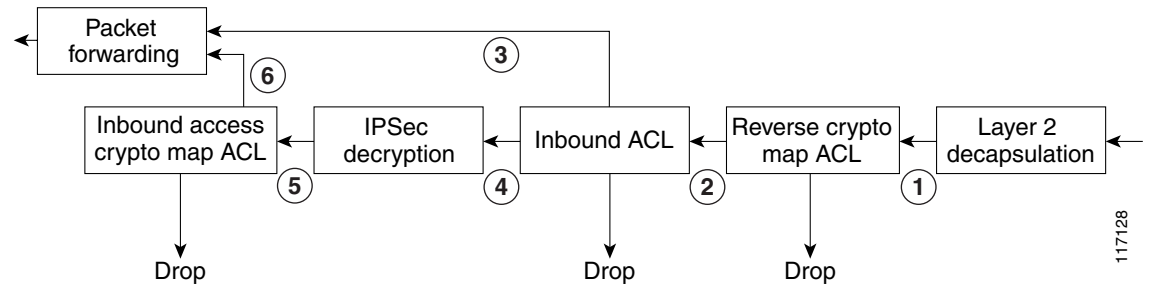 Packet
forwarding
3
6
Inbound access
crypto map ACL
IPSec
decryption
Inbound ACL
Reverse crypto
map ACL
Layer 2
decapsulation
5
4
2
1
Drop
Drop
Drop
117128